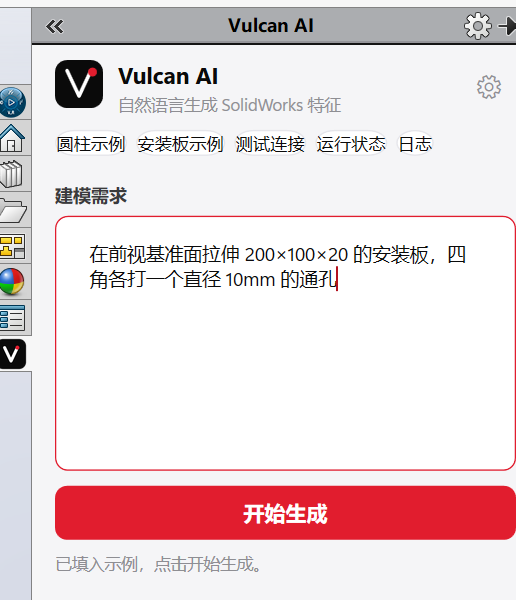 Vulcan AI
Vulcan AI
自然语言生成 SolidWorks 特征
圆柱示例 安装板示例 测试连接 运行状态 日志
建模需求
在前视基准面拉伸 200×100×20 的安装板，四
角各打一个直径 10mm 的通孔
开始生成
已填入示例，点击开始生成。